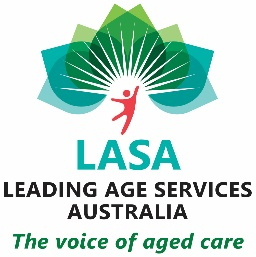 LASA
LEADING AGE SERVICES
AUSTRALIA
The voice of aged care